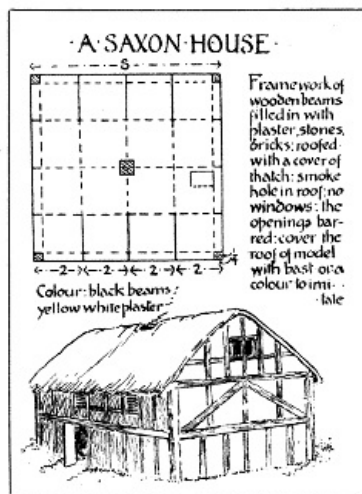 ·A·SAXON·HOUSE·
Framework of
wooden beams
filled in with
plaster, stones,
bricks: roofed
with a cover of
thatch: smoke
hole in roof: no
windows: the
openings bar-
red: cover the
roof of model
with bast or a
colour to imi-
tate
·2· ·2· ·2· ·2·
Colour: black beams:
yellow white plaster